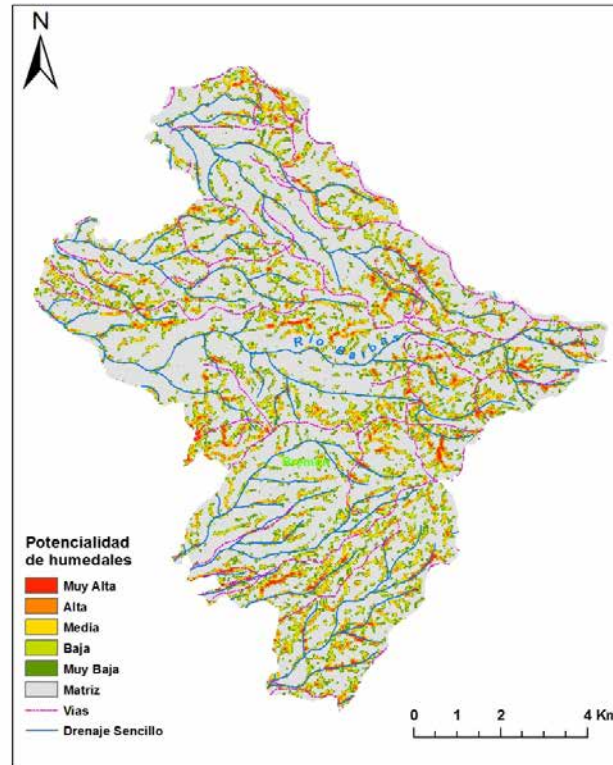 N
Río Barbas
Bremen
Potencialidad
de humedales
Muy Alta
Alta
Media
Baja
Muy Baja
Matriz
Vias
Drenaje Sencillo
0 1 2 4 Km